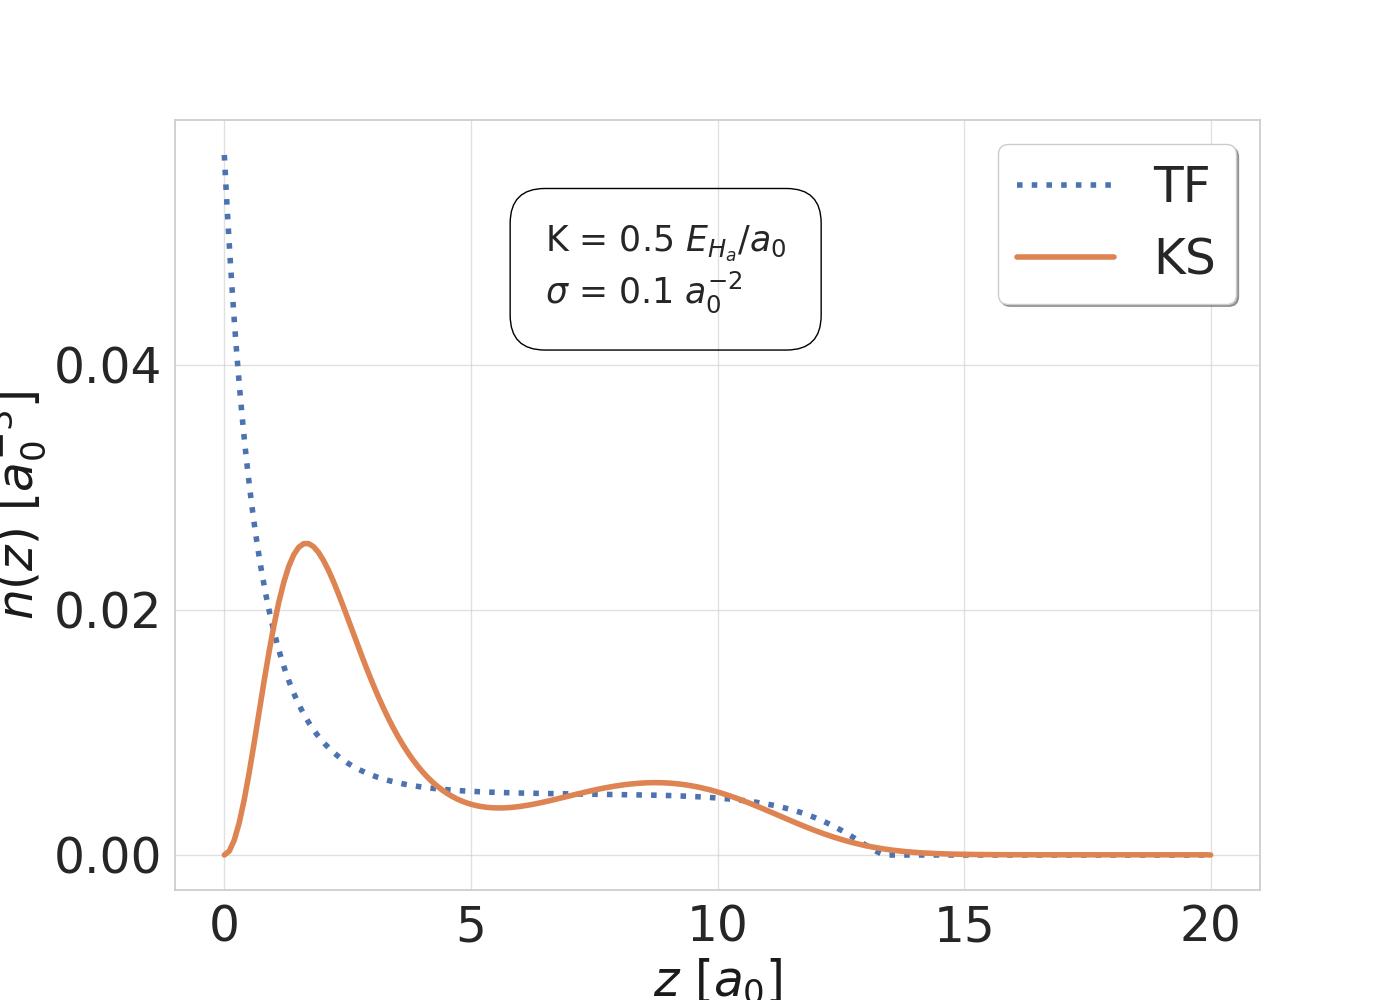 TF
KS
K = 0.5 E_{H_a}/a_0
σ = 0.1 a_0^{−2}
n(z) [a_0^{−3}]
0.04
0.02
0.00
0 5 10 15 20
z [a_0]